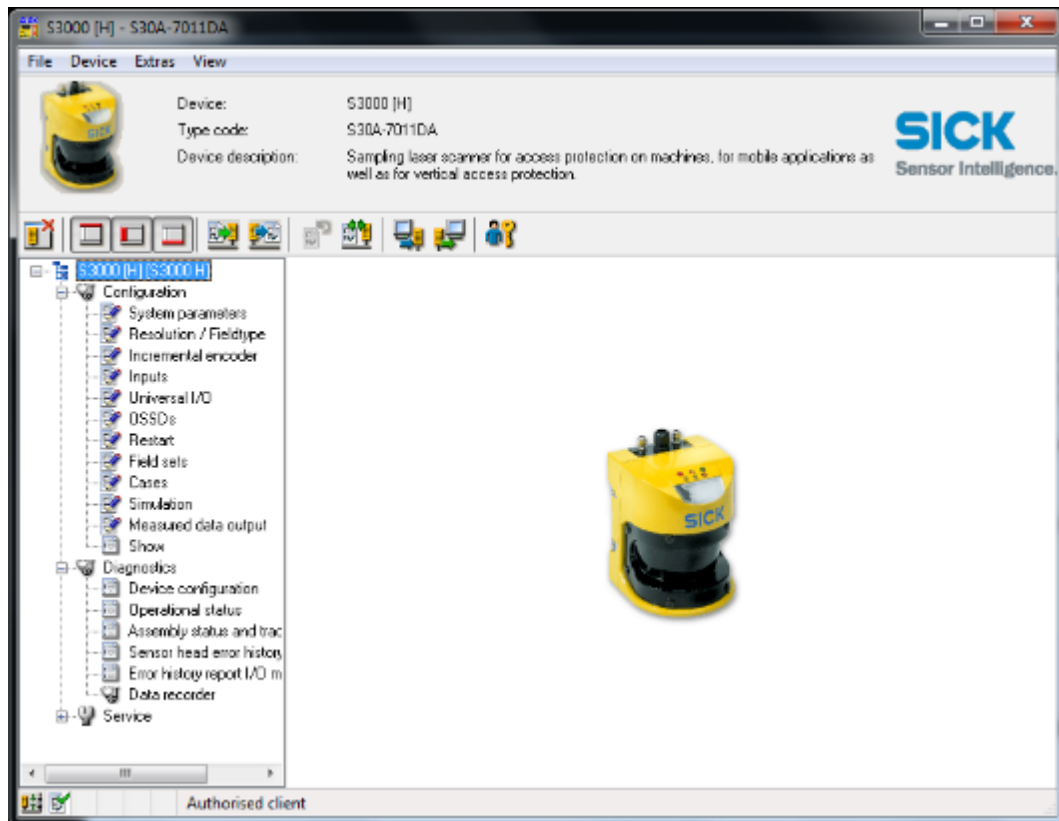 S3000 [H] - S30A-7011DA
File Device Extras View
Device: S3000 [H]
Type code: S30A-7011DA
Device description: Sampling laser scanner for access protection on machines, for mobile applications as
well as for vertical access protection.
SICK
Sensor Intelligence.
SICK
S3000 [H] (S3000 H)
Configuration
System parameters
Resolution / Fieldtype
Incremental encoder
Inputs
Universal I/O
OSSDs
Restart
Field sets
Cases
Simulation
Measured data output
Show
Diagnostics
Device configuration
Operational status
Assembly status and trac
Sensor head error history
Error history report I/O m
Data recorder
Service
SICK
Authorised client